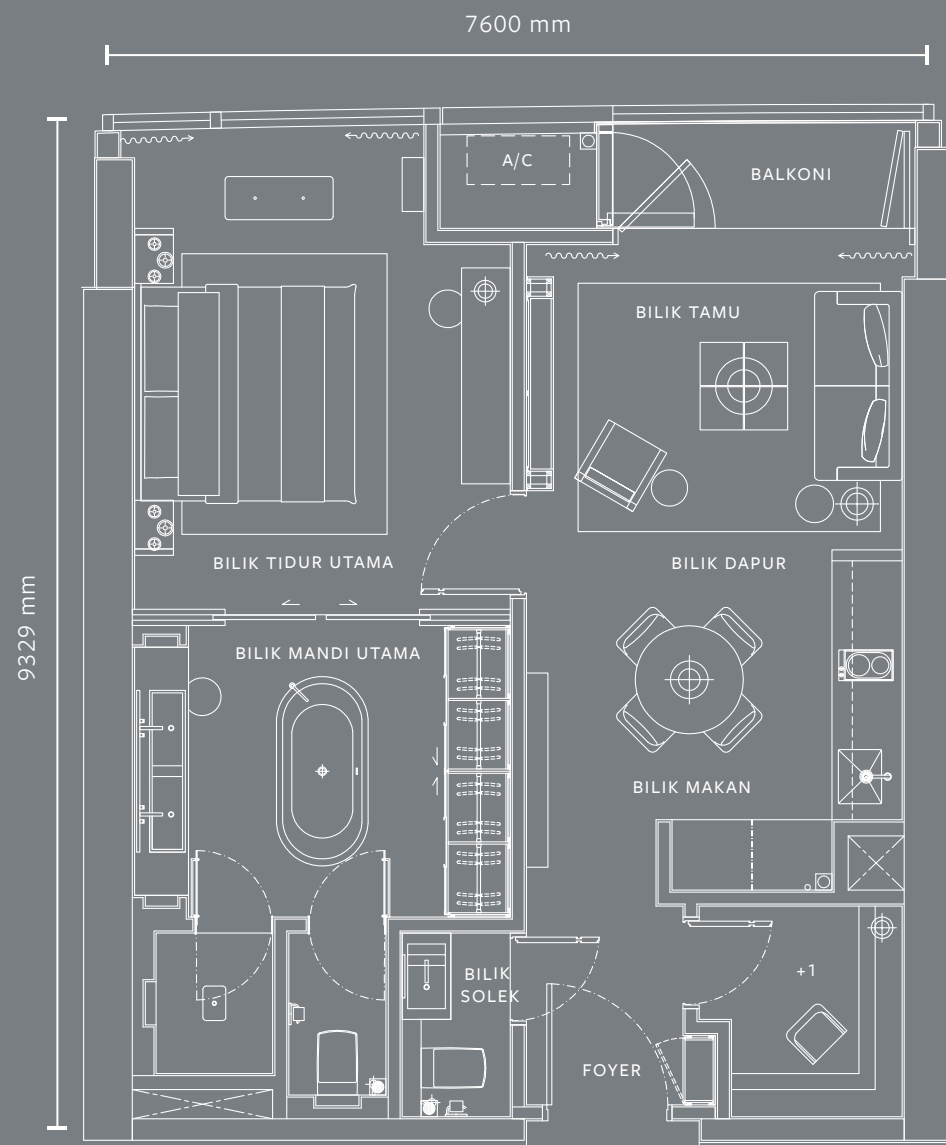 7600 mm
A/C
BALKONI
BILIK TAMU
BILIK TIDUR UTAMA
BILIK DAPUR
9329 mm
BILIK MANDI UTAMA
BILIK MAKAN
BILIK
SOLEK
+1
FOYER